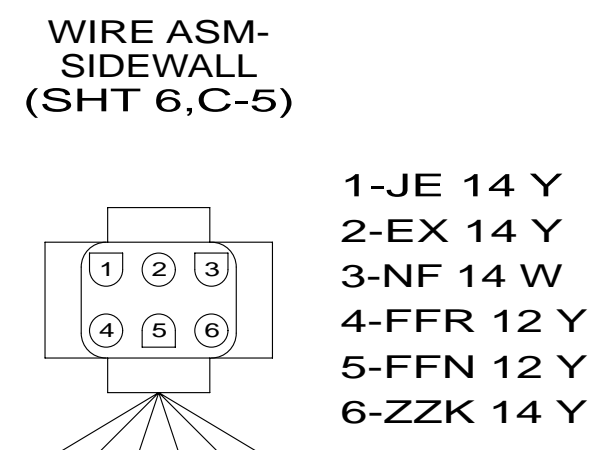 WIRE ASM-
SIDEWALL
(SHT 6,C-5)
1-JE 14 Y
2-EX 14 Y
3-NF 14 W
4-FFR 12 Y
5-FFN 12 Y
6-ZZK 14 Y
1 2 3
4 5 6